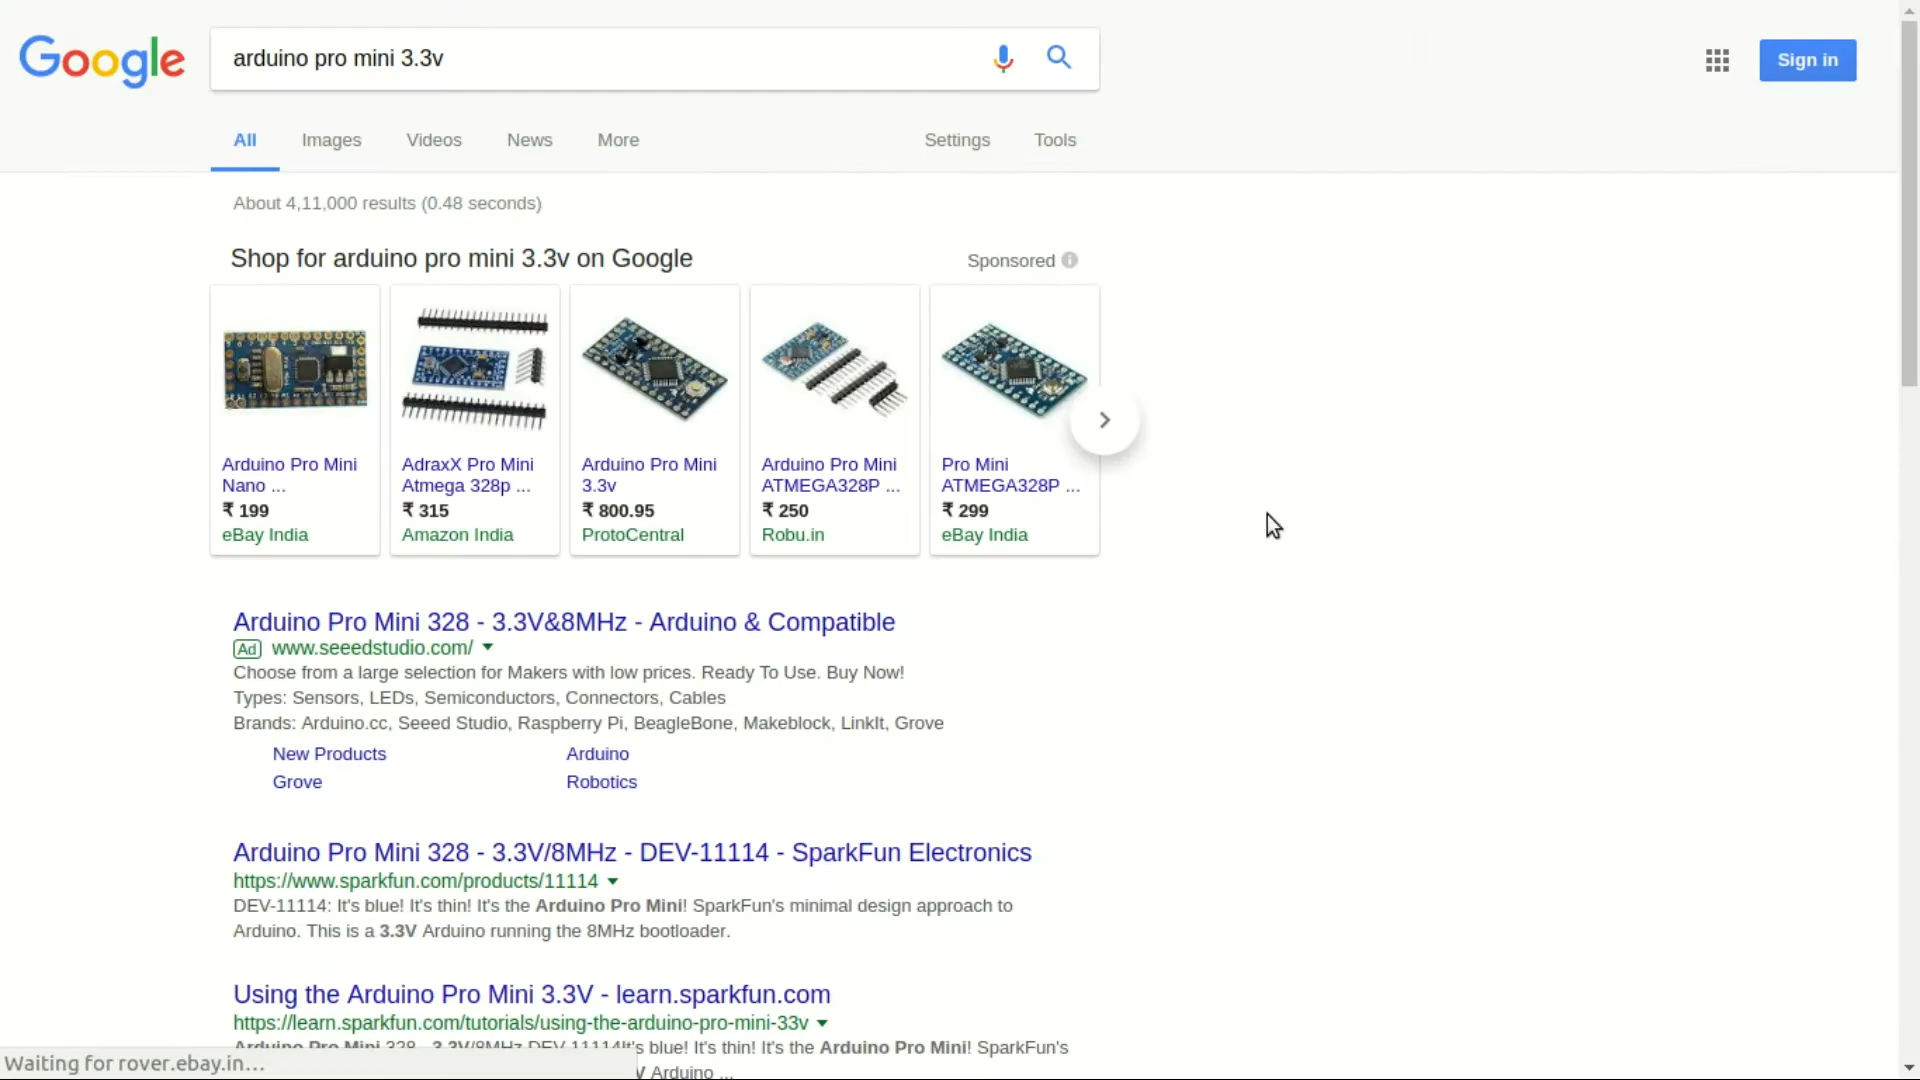 Google
arduino pro mini 3.3v
Sign in
All Images Videos News More Settings Tools
About 4,11,000 results (0.48 seconds)
Shop for arduino pro mini 3.3v on Google
Sponsored
Arduino Pro Mini
Nano ...
₹ 199
eBay India
AdraxX Pro Mini
Atmega 328p ...
₹ 315
Amazon India
Arduino Pro Mini
3.3v
₹ 800.95
ProtoCentral
Arduino Pro Mini
ATMEGA328P ...
₹ 250
Robu.in
Pro Mini
ATMEGA328P ...
₹ 299
eBay India
Arduino Pro Mini 328 - 3.3V&8MHz - Arduino & Compatible
Ad www.seeedstudio.com/
Choose from a large selection for Makers with low prices. Ready To Use. Buy Now!
Types: Sensors, LEDs, Semiconductors, Connectors, Cables
Brands: Arduino.cc, Seeed Studio, Raspberry Pi, BeagleBone, Makeblock, LinkIt, Grove
New Products Arduino
Grove Robotics
Arduino Pro Mini 328 - 3.3V/8MHz - DEV-11114 - SparkFun Electronics
https://www.sparkfun.com/products/11114
DEV-11114: It's blue! It's thin! It's the Arduino Pro Mini! SparkFun's minimal design approach to
Arduino. This is a 3.3V Arduino running the 8MHz bootloader.
Using the Arduino Pro Mini 3.3V - learn.sparkfun.com
https://learn.sparkfun.com/tutorials/using-the-arduino-pro-mini-33v
Arduino Pro Mini 328 - 3.3V/8MHz DEV-11114It's blue! It's thin! It's the Arduino Pro Mini! SparkFun's
Arduino ...
Waiting for rover.ebay.in...